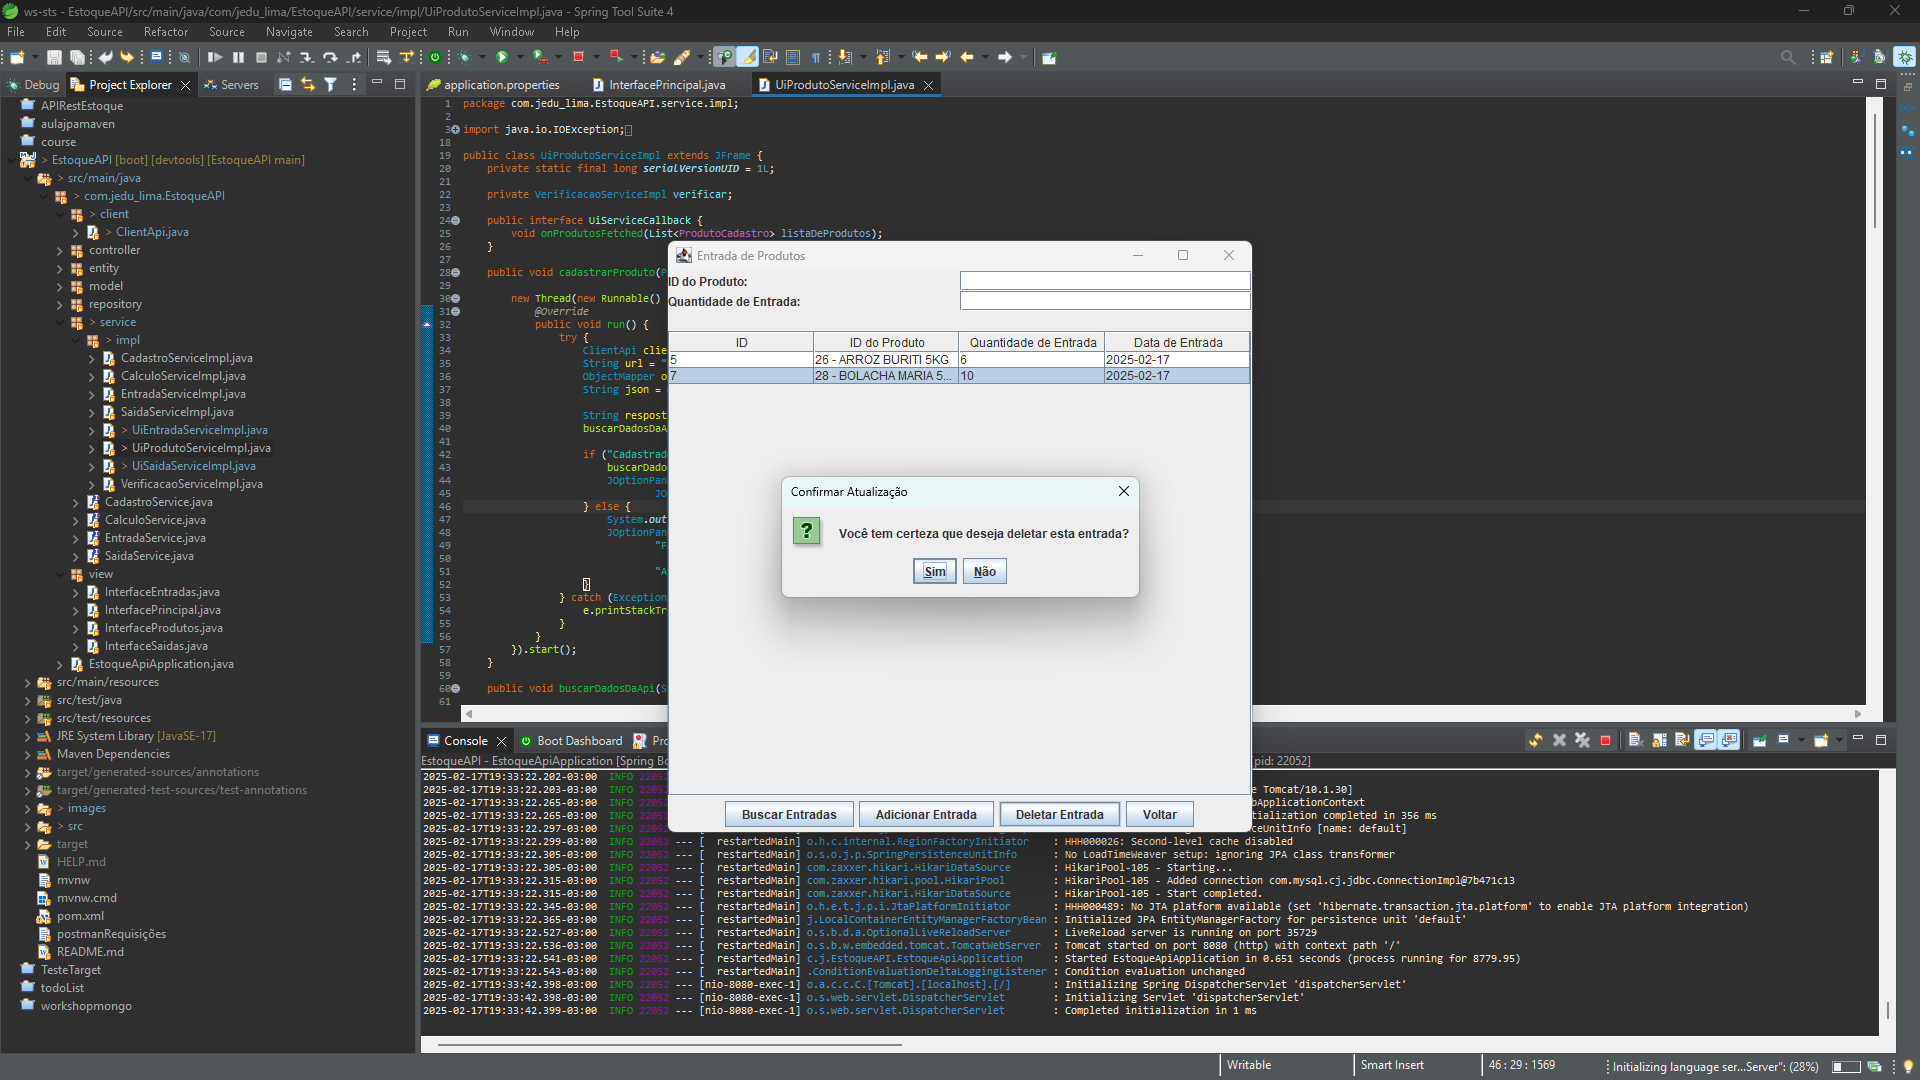 ws-sts - EstoqueAPI/src/main/java/com/jedu_lima/EstoqueAPI/service/impl/UiProdutoServiceImpl.java - Spring Tool Suite 4
File Edit Source Refactor Source Navigate Search Project Run Window Help
Debug Project Explorer Servers
application.properties InterfacePrincipal.java UiProdutoServiceImpl.java
APIRestEstoque
aulajpamaven
course
> EstoqueAPI [boot] [devtools] [EstoqueAPI main]
> src/main/java
> com.jedu_lima.EstoqueAPI
> client
> ClientApi.java
controller
entity
model
repository
> service
> impl
CadastroServiceImpl.java
CalculoServiceImpl.java
EntradaServiceImpl.java
SaidaServiceImpl.java
> UiEntradaServiceImpl.java
> UiProdutoServiceImpl.java
> UiSaidaServiceImpl.java
VerificacaoServiceImpl.java
CadastroService.java
CalculoService.java
EntradaService.java
SaidaService.java
view
InterfaceEntradas.java
InterfacePrincipal.java
InterfaceProdutos.java
InterfaceSaidas.java
EstoqueApiApplication.java
src/main/resources
src/test/java
src/test/resources
JRE System Library [JavaSE-17]
Maven Dependencies
target/generated-sources/annotations
target/generated-test-sources/test-annotations
> images
> src
target
HELP.md
mvnw
mvnw.cmd
pom.xml
postmanRequisições
README.md
TesteTarget
todoList
workshopmongo
1 package com.jedu_lima.EstoqueAPI.service.impl;
2
3 import java.io.IOException;
18
19 public class UiProdutoServiceImpl extends JFrame {
20 private static final long serialVersionUID = 1L;
21
22 private VerificacaoServiceImpl verificar;
23
24 public interface UiServiceCallback {
25 void onProdutosFetched(List<ProdutoCadastro> listaDeProdutos);
26 }
27
28 public void cadastrarProduto(P
29
30 new Thread(new Runnable()
31 @Override
32 public void run() {
33 try {
34 ClientApi clie
35 String url = "
36 ObjectMapper o
37 String json =
38
39 String respost
40 buscarDadosDaA
41
42 if ("Cadastrad
43 buscarDado
44 JOptionPan
45 JO
46 } else {
47 System.out
48 JOptionPan
49 "F
50
51 "A
52 }
53 } catch (Exception
54 e.printStackTr
55 }
56 }
57 }).start();
58 }
59
60 public void buscarDadosDaApi(S
61
Entrada de Produtos
ID do Produto:
Quantidade de Entrada:
ID ID do Produto Quantidade de Entrada Data de Entrada
5 26 - ARROZ BURITI 5KG 6 2025-02-17
7 28 - BOLACHA MARIA 5... 10 2025-02-17
Confirmar Atualização
? Você tem certeza que deseja deletar esta entrada?
Sim Não
Buscar Entradas Adicionar Entrada Deletar Entrada Voltar
Console Boot Dashboard Pr
EstoqueAPI - EstoqueApiApplication [Spring Bo pid: 22052]
2025-02-17T19:33:22.202-03:00 INFO 22052
2025-02-17T19:33:22.203-03:00 INFO 22052 e Tomcat/10.1.30]
2025-02-17T19:33:22.265-03:00 INFO 22052 bApplicationContext
2025-02-17T19:33:22.265-03:00 INFO 22052 tialization completed in 356 ms
2025-02-17T19:33:22.297-03:00 INFO 22052 ceUnitInfo [name: default]
2025-02-17T19:33:22.299-03:00 INFO 22052 --- [ restartedMain] o.h.c.internal.RegionFactoryInitiator : HHH000026: Second-level cache disabled
2025-02-17T19:33:22.305-03:00 INFO 22052 --- [ restartedMain] o.s.o.j.p.SpringPersistenceUnitInfo : No LoadTimeWeaver setup: ignoring JPA class transformer
2025-02-17T19:33:22.305-03:00 INFO 22052 --- [ restartedMain] com.zaxxer.hikari.HikariDataSource : HikariPool-105 - Starting...
2025-02-17T19:33:22.315-03:00 INFO 22052 --- [ restartedMain] com.zaxxer.hikari.pool.HikariPool : HikariPool-105 - Added connection com.mysql.cj.jdbc.ConnectionImpl@7b471c13
2025-02-17T19:33:22.315-03:00 INFO 22052 --- [ restartedMain] com.zaxxer.hikari.HikariDataSource : HikariPool-105 - Start completed.
2025-02-17T19:33:22.345-03:00 INFO 22052 --- [ restartedMain] o.h.e.t.j.p.i.JtaPlatformInitiator : HHH000489: No JTA platform available (set 'hibernate.transaction.jta.platform' to enable JTA platform integration)
2025-02-17T19:33:22.365-03:00 INFO 22052 --- [ restartedMain] j.LocalContainerEntityManagerFactoryBean : Initialized JPA EntityManagerFactory for persistence unit 'default'
2025-02-17T19:33:22.527-03:00 INFO 22052 --- [ restartedMain] o.s.b.d.a.OptionalLiveReloadServer : LiveReload server is running on port 35729
2025-02-17T19:33:22.536-03:00 INFO 22052 --- [ restartedMain] o.s.b.w.embedded.tomcat.TomcatWebServer : Tomcat started on port 8080 (http) with context path '/'
2025-02-17T19:33:22.541-03:00 INFO 22052 --- [ restartedMain] c.j.EstoqueAPI.EstoqueApiApplication : Started EstoqueApiApplication in 0.651 seconds (process running for 8779.95)
2025-02-17T19:33:22.543-03:00 INFO 22052 --- [ restartedMain] .ConditionEvaluationDeltaLoggingListener : Condition evaluation unchanged
2025-02-17T19:33:42.398-03:00 INFO 22052 --- [nio-8080-exec-1] o.a.c.c.C.[Tomcat].[localhost].[/] : Initializing Spring DispatcherServlet 'dispatcherServlet'
2025-02-17T19:33:42.398-03:00 INFO 22052 --- [nio-8080-exec-1] o.s.web.servlet.DispatcherServlet : Initializing Servlet 'dispatcherServlet'
2025-02-17T19:33:42.399-03:00 INFO 22052 --- [nio-8080-exec-1] o.s.web.servlet.DispatcherServlet : Completed initialization in 1 ms
Writable Smart Insert 46 : 29 : 1569 Initializing language ser...Server": (28%)